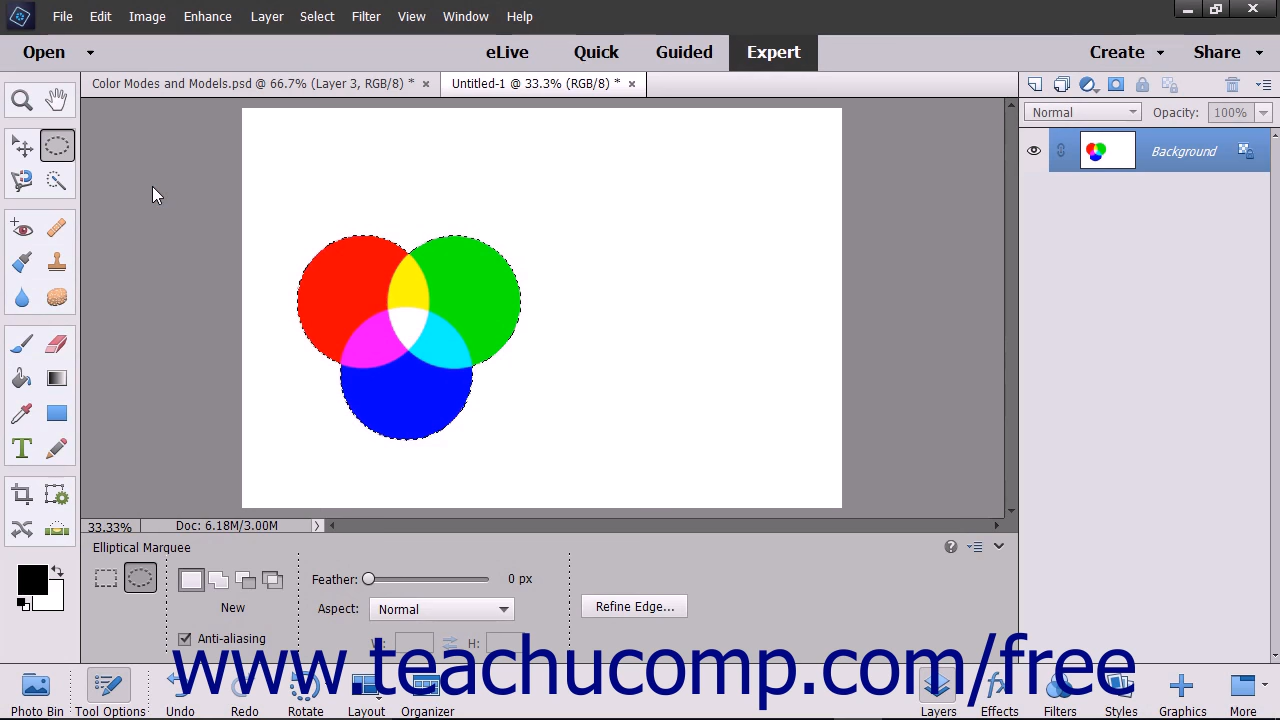 File Edit Image Enhance Layer Select Filter View Window Help
Open eLive Quick Guided Expert Create Share
Color Modes and Models.psd @ 66.7% (Layer 3, RGB/8) * × Untitled-1 @ 33.3% (RGB/8) * ×
Normal Opacity: 100%
Background
33.33% Doc: 6.18M/3.00M
Elliptical Marquee
Feather: 0 px
New Aspect: Normal Refine Edge...
Anti-aliasing W: H:
www.teachucomp.com/free
Photo Bin Tool Options Undo Redo Rotate Layout Organizer Layers Effects Filters Styles Graphics More